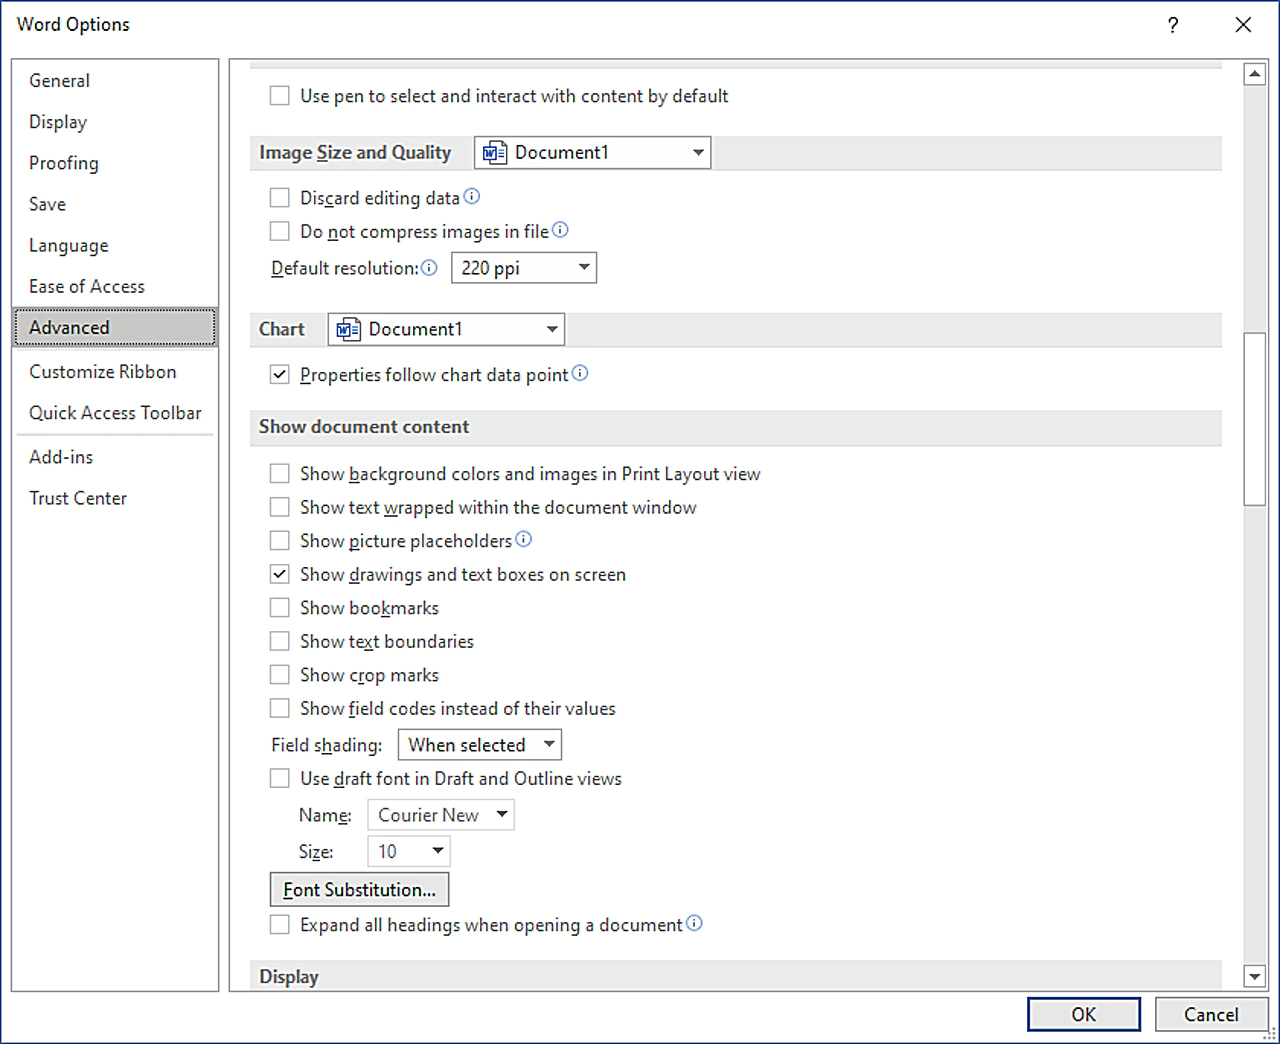 Word Options
?
General
Display
Proofing
Save
Language
Ease of Access
Advanced
Customize Ribbon
Quick Access Toolbar
Add-ins
Trust Center
Use pen to select and interact with content by default
Image Size and Quality Document1
Discard editing data
Do not compress images in file
Default resolution: 220 ppi
Chart Document1
Properties follow chart data point
Show document content
Show background colors and images in Print Layout view
Show text wrapped within the document window
Show picture placeholders
Show drawings and text boxes on screen
Show bookmarks
Show text boundaries
Show crop marks
Show field codes instead of their values
Field shading: When selected
Use draft font in Draft and Outline views
Name: Courier New
Size: 10
Font Substitution...
Expand all headings when opening a document
Display
OK Cancel